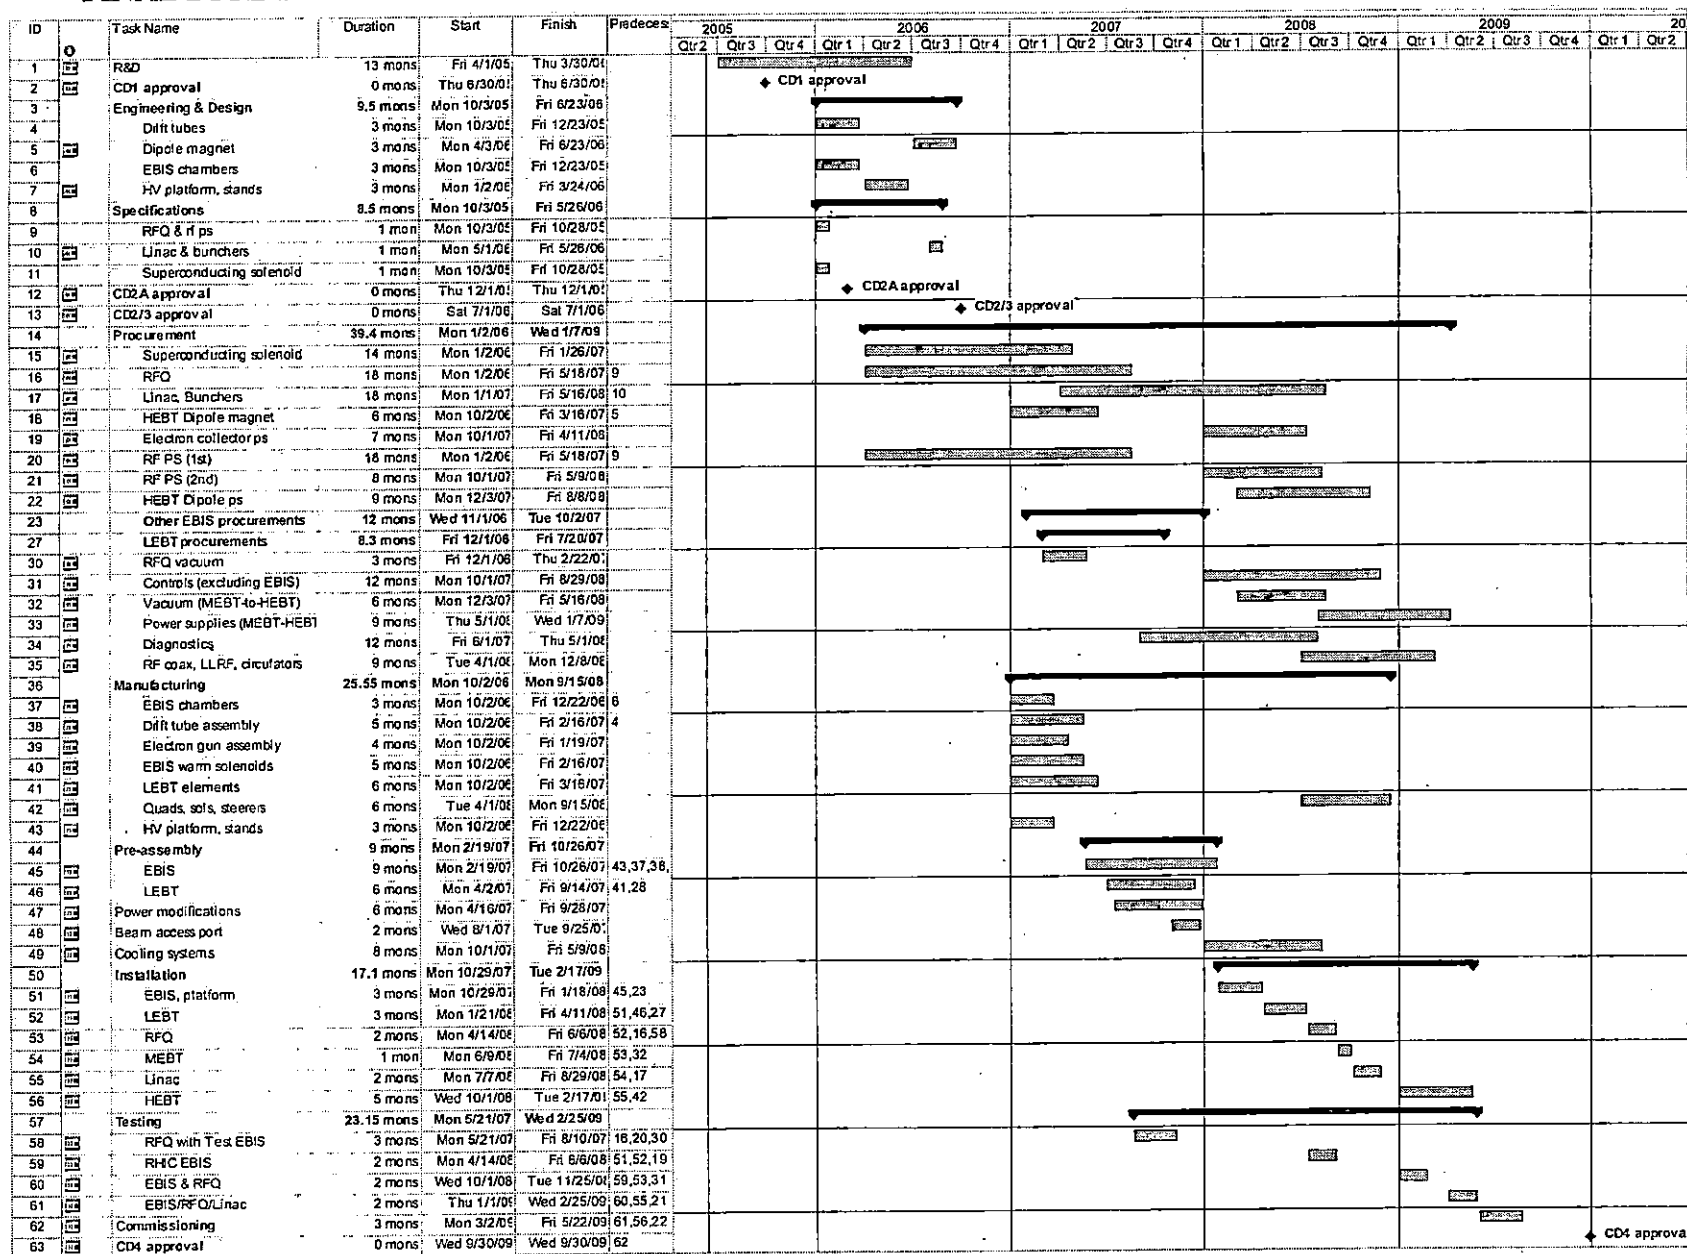 ID Task Name Duration Start Finish Predeces 2005 2006 2007 2008 2009 20
Qtr 2 Qtr 3 Qtr 4 Qtr 1 Qtr 2 Qtr 3 Qtr 4 Qtr 1 Qtr 2 Qtr 3 Qtr 4 Qtr 1 Qtr 2 Qtr 3 Qtr 4 Qtr 1 Qtr 2 Qtr 3 Qtr 4 Qtr 1 Qtr 2
1 R&D 13 mons Fri 4/1/05 Thu 3/30/06
2 CD1 approval 0 mons Thu 6/30/05 Thu 6/30/05 CD1 approval
3 Engineering & Design 9.5 mons Mon 10/3/05 Fri 6/23/06
4 Drift tubes 3 mons Mon 10/3/05 Fri 12/23/05
5 Dipole magnet 3 mons Mon 4/3/06 Fri 6/23/06
6 EBIS chambers 3 mons Mon 10/3/05 Fri 12/23/05
7 HV platform, stands 3 mons Mon 1/2/06 Fri 3/24/06
8 Specifications 8.5 mons Mon 10/3/05 Fri 5/26/06
9 RFQ & rf ps 1 mon Mon 10/3/05 Fri 10/28/05
10 Linac & bunchers 1 mon Mon 5/1/06 Fri 5/26/06
11 Superconducting solenoid 1 mon Mon 10/3/05 Fri 10/28/05
12 CD2A approval 0 mons Thu 12/1/05 Thu 12/1/05 CD2A approval
13 CD2/3 approval 0 mons Sat 7/1/06 Sat 7/1/06 CD2/3 approval
14 Procurement 39.4 mons Mon 1/2/06 Wed 1/7/09
15 Superconducting solenoid 14 mons Mon 1/2/06 Fri 1/26/07
16 RFQ 18 mons Mon 1/2/06 Fri 5/18/07 9
17 Linac, Bunchers 18 mons Mon 1/1/07 Fri 5/16/08 10
18 HEBT Dipole magnet 6 mons Mon 10/2/06 Fri 3/16/07 5
19 Electron collector ps 7 mons Mon 10/1/07 Fri 4/11/08
20 RF PS (1st) 18 mons Mon 1/2/06 Fri 5/18/07 9
21 RF PS (2nd) 8 mons Mon 10/1/07 Fri 5/9/08
22 HEBT Dipole ps 9 mons Mon 12/3/07 Fri 8/8/08
23 Other EBIS procurements 12 mons Wed 11/1/06 Tue 10/2/07
27 LEBT procurements 8.3 mons Fri 12/1/06 Fri 7/20/07
30 RFQ vacuum 3 mons Fri 12/1/06 Thu 2/22/07
31 Controls (excluding EBIS) 12 mons Mon 10/1/07 Fri 8/29/08
32 Vacuum (MEBT-to-HEBT) 6 mons Mon 12/3/07 Fri 5/16/08
33 Power supplies (MEBT-HEBT 9 mons Thu 5/1/08 Wed 1/7/09
34 Diagnostics 12 mons Fri 6/1/07 Thu 5/1/08
35 RF coax, LLRF, circulators 9 mons Tue 4/1/08 Mon 12/8/08
36 Manufacturing 25.55 mons Mon 10/2/06 Mon 9/15/08
37 EBIS chambers 3 mons Mon 10/2/06 Fri 12/22/06 6
38 Drift tube assembly 5 mons Mon 10/2/06 Fri 2/16/07 4
39 Electron gun assembly 4 mons Mon 10/2/06 Fri 1/19/07
40 EBIS warm solenoids 5 mons Mon 10/2/06 Fri 2/16/07
41 LEBT elements 6 mons Mon 10/2/06 Fri 3/16/07
42 Quads, sols, steerers 6 mons Tue 4/1/08 Mon 9/15/08
43 HV platform, stands 3 mons Mon 10/2/06 Fri 12/22/06
44 Pre-assembly 9 mons Mon 2/19/07 Fri 10/26/07
45 EBIS 9 mons Mon 2/19/07 Fri 10/26/07 43,37,38,
46 LEBT 6 mons Mon 4/2/07 Fri 9/14/07 41,28
47 Power modifications 6 mons Mon 4/16/07 Fri 9/28/07
48 Beam access port 2 mons Wed 8/1/07 Tue 9/25/07
49 Cooling systems 8 mons Mon 10/1/07 Fri 5/9/08
50 Installation 17.1 mons Mon 10/29/07 Tue 2/17/09
51 EBIS, platform 3 mons Mon 10/29/07 Fri 1/18/08 45,23
52 LEBT 3 mons Mon 1/21/08 Fri 4/11/08 51,46,27
53 RFQ 2 mons Mon 4/14/08 Fri 6/6/08 52,16,58
54 MEBT 1 mon Mon 6/9/08 Fri 7/4/08 53,32
55 Linac 2 mons Mon 7/7/08 Fri 8/29/08 54,17
56 HEBT 5 mons Wed 10/1/08 Tue 2/17/09 55,42
57 Testing 23.15 mons Mon 5/21/07 Wed 2/25/09
58 RFQ with Test EBIS 3 mons Mon 5/21/07 Fri 8/10/07 16,20,30
59 RHIC EBIS 2 mons Mon 4/14/08 Fri 6/6/08 51,52,19
60 EBIS & RFQ 2 mons Wed 10/1/08 Tue 11/25/08 59,53,31
61 EBIS/RFQ/Linac 2 mons Thu 1/1/09 Wed 2/25/09 60,55,21
62 Commissioning 3 mons Mon 3/2/09 Fri 5/22/09 61,56,22
63 CD4 approval 0 mons Wed 9/30/09 Wed 9/30/09 62 CD4 approva